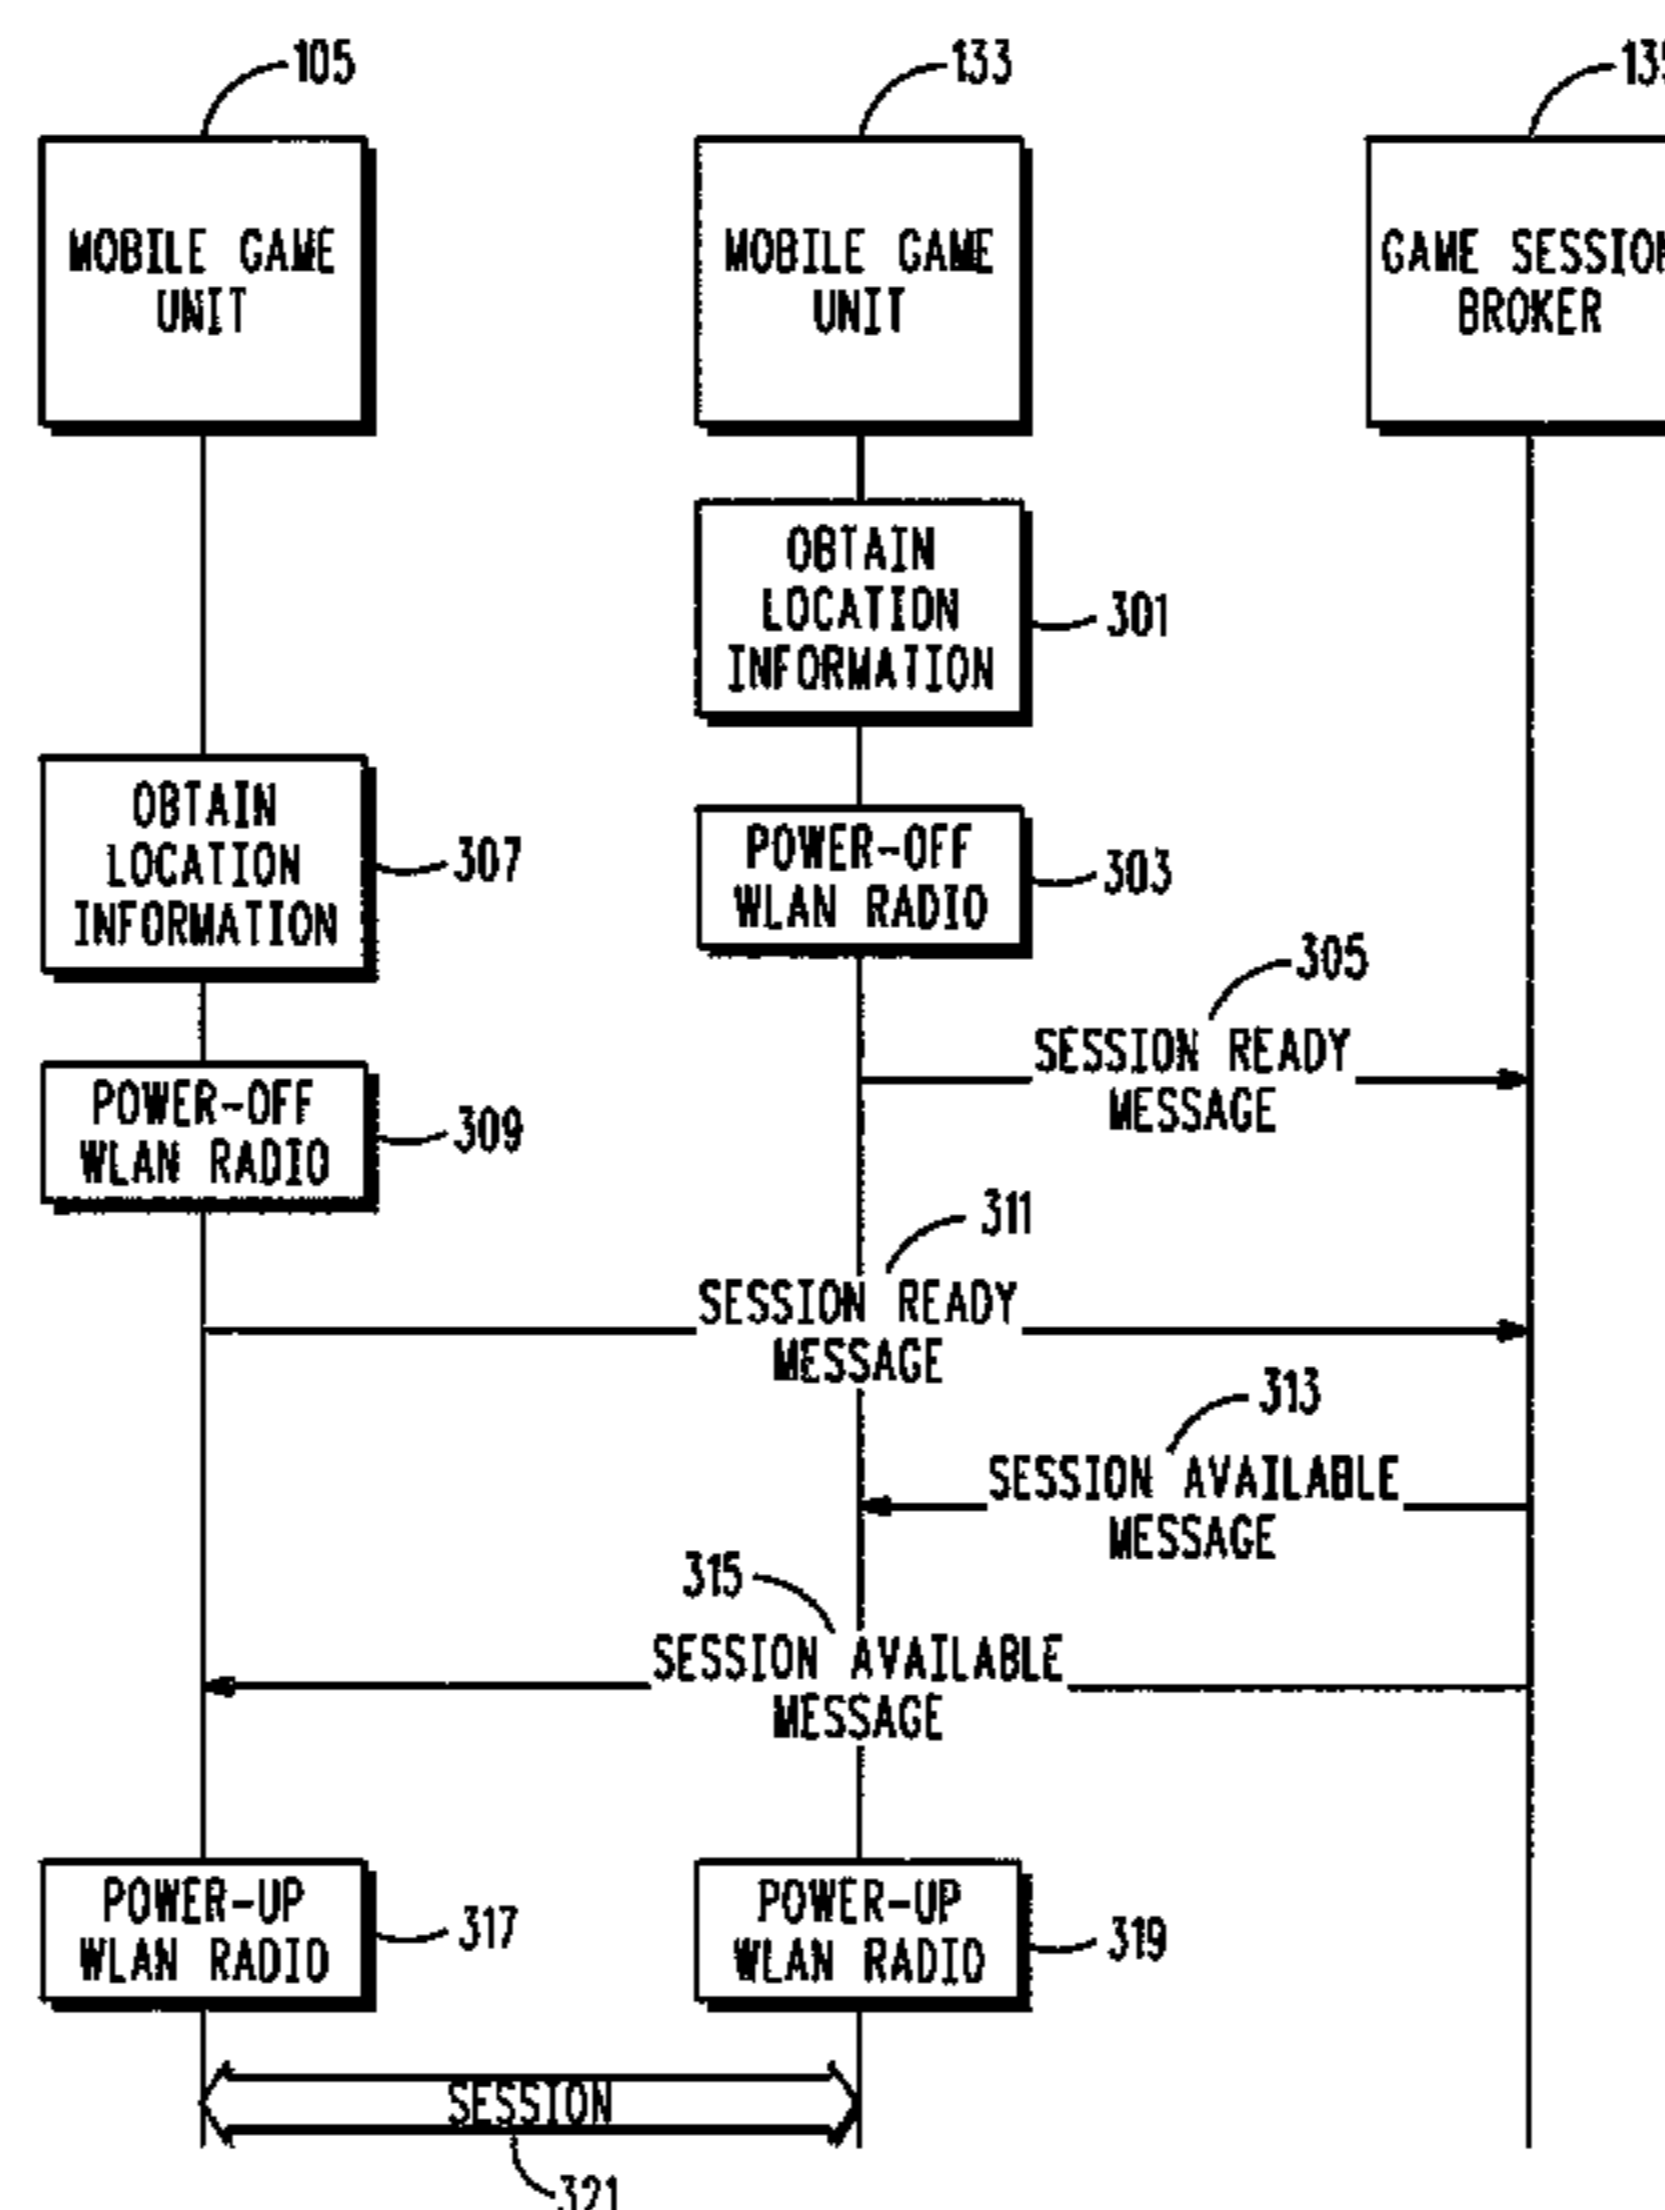 105
133
MOBILE GAME
UNIT
MOBILE GAME
UNIT
GAME SESSION
BROKER
OBTAIN
LOCATION
INFORMATION
301
OBTAIN
LOCATION
INFORMATION
307
POWER-OFF
WLAN RADIO
303
305
SESSION READY
MESSAGE
POWER-OFF
WLAN RADIO
309
311
SESSION READY
MESSAGE
313
SESSION AVAILABLE
MESSAGE
315
SESSION AVAILABLE
MESSAGE
POWER-UP
WLAN RADIO
317
POWER-UP
WLAN RADIO
319
SESSION
321